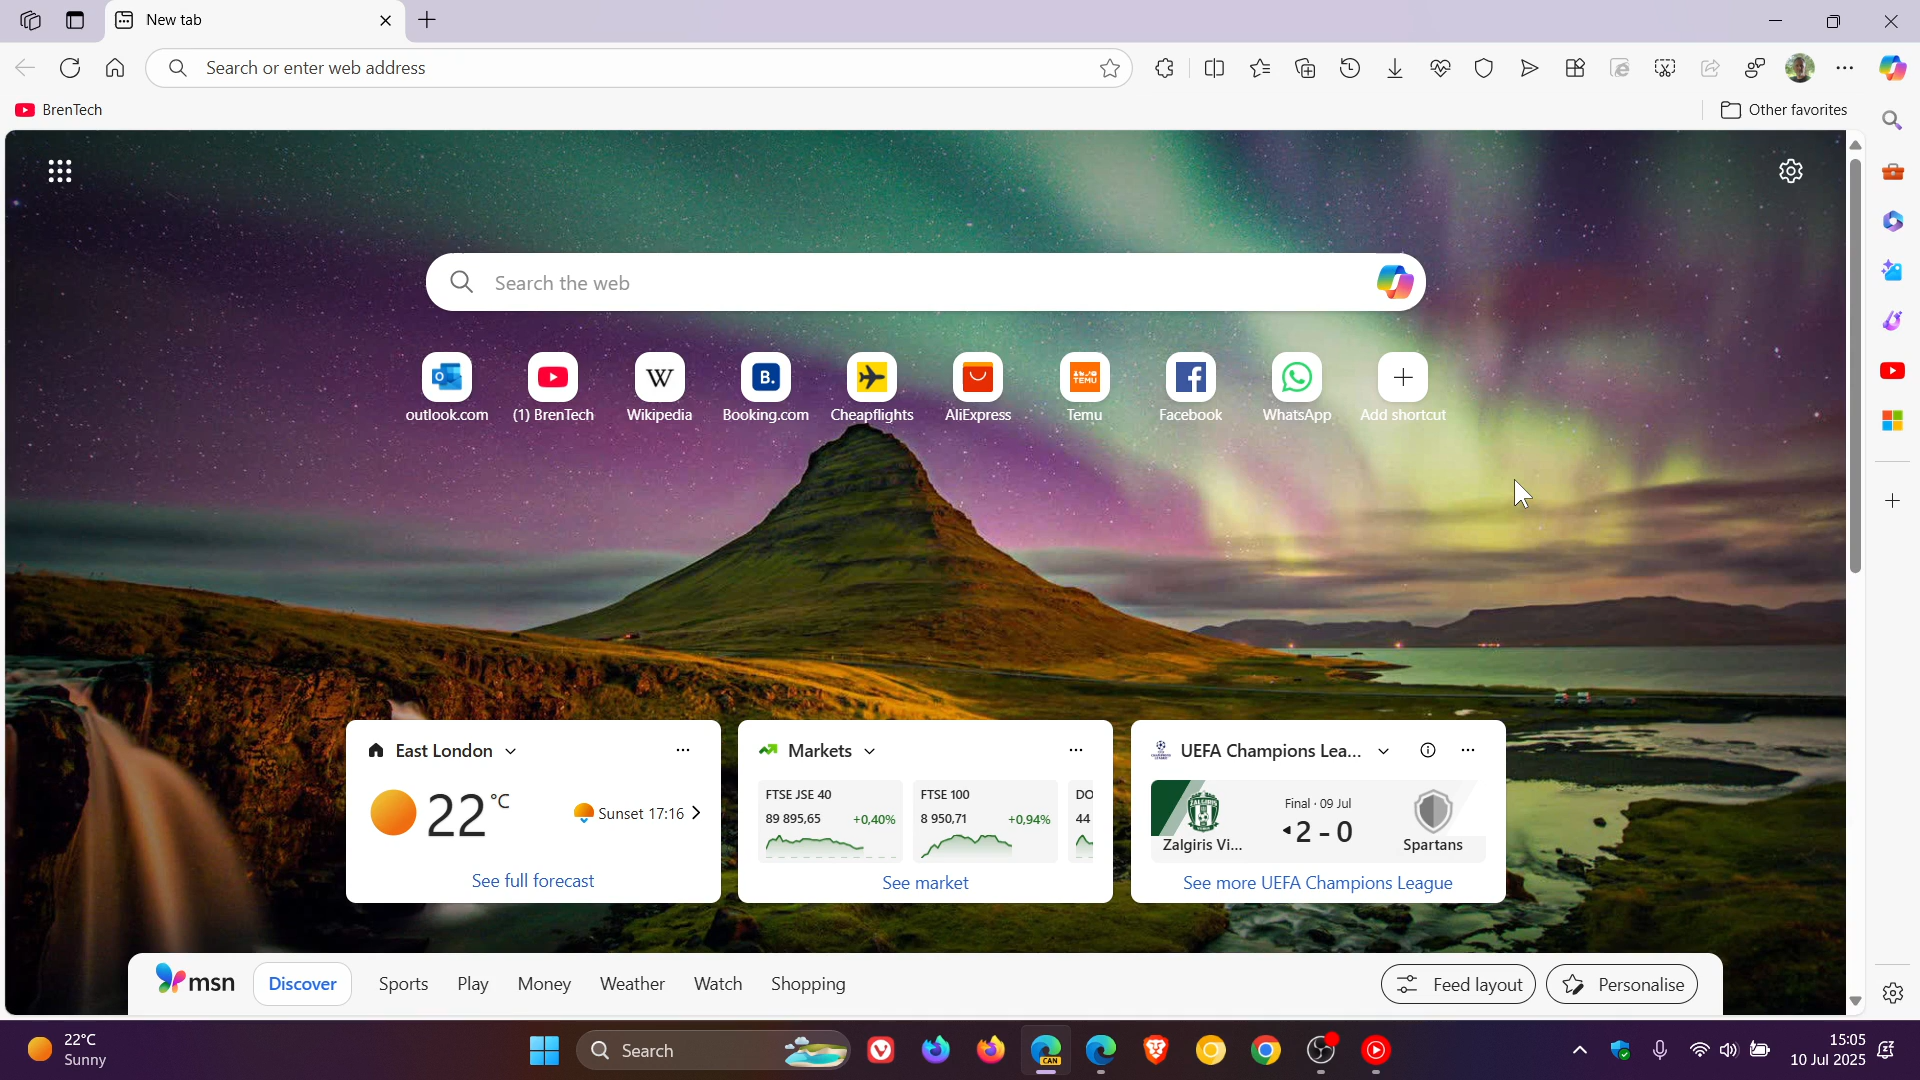 New tab
Search or enter web address
BrenTech
Other favorites
Search the web
outlook.com
(1) BrenTech
Wikipedia
Booking.com
Cheapflights
AliExpress
TEMU
Temu
Facebook
WhatsApp
Add shortcut
East London
22 °C
Sunset 17:16
See full forecast
Markets
FTSE JSE 40
89 895,65 +0,40%
FTSE 100
8 950,71 +0,94%
DO
44
See market
UEFA Champions Lea...
Final · 09 Jul
2 - 0
Zalgiris Vi...
Spartans
See more UEFA Champions League
msn
Discover
Sports
Play
Money
Weather
Watch
Shopping
Feed layout
Personalise
22°C
Sunny
Search
CAN
15:05
10 Jul 2025